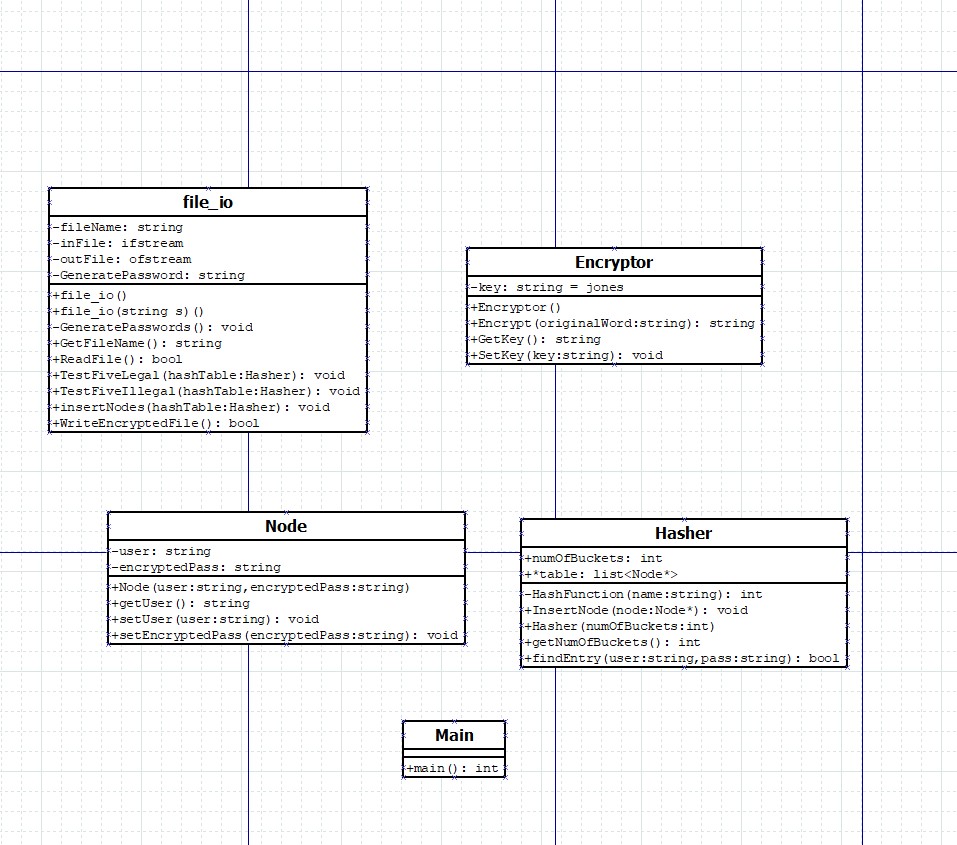 file_io
-fileName: string
-inFile: ifstream
-outFile: ofstream
-GeneratePassword: string
+file_io()
+file_io(string s)()
-GeneratePasswords(): void
+GetFileName(): string
+ReadFile(): bool
+TestFiveLegal(hashTable:Hasher): void
+TestFiveIllegal(hashTable:Hasher): void
+insertNodes(hashTable:Hasher): void
+WriteEncryptedFile(): bool
Encryptor
-key: string = jones
+Encryptor()
+Encrypt(originalWord:string): string
+GetKey(): string
+SetKey(key:string): void
Node
-user: string
-encryptedPass: string
+Node(user:string,encryptedPass:string)
+getUser(): string
+setUser(user:string): void
+setEncryptedPass(encryptedPass:string): void
Hasher
+numOfBuckets: int
+*table: list<Node*>
-HashFunction(name:string): int
+InsertNode(node:Node*): void
+Hasher(numOfBuckets:int)
+getNumOfBuckets(): int
+findEntry(user:string,pass:string): bool
Main
+main(): int